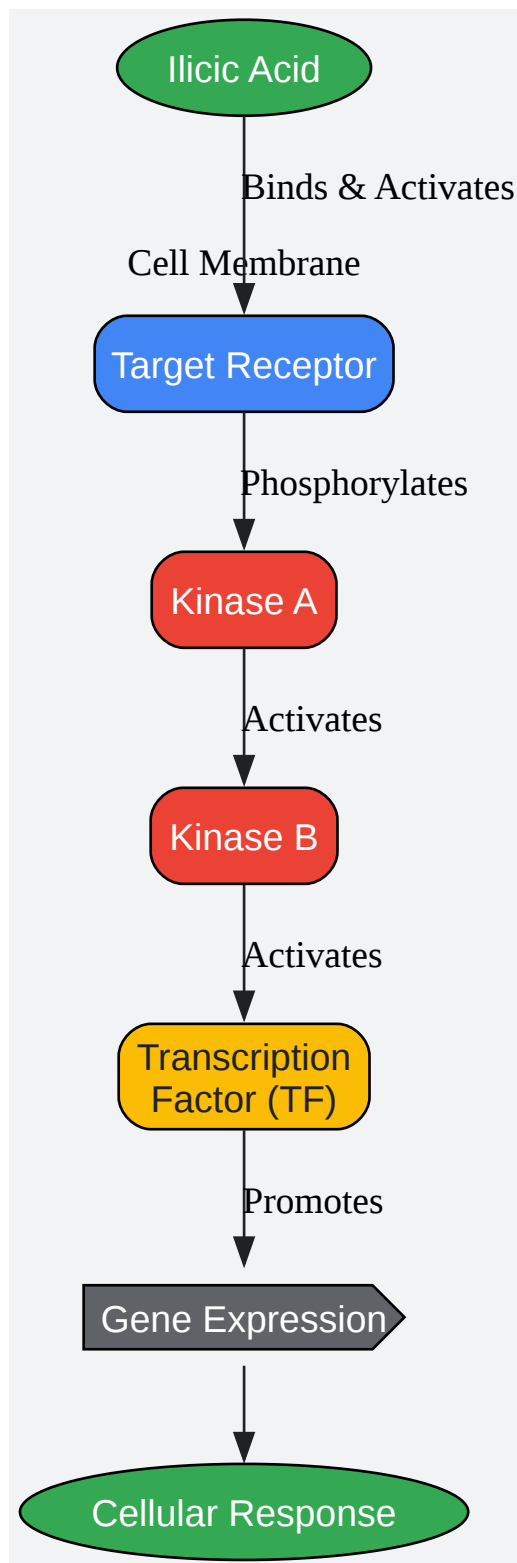 Ilicic Acid
Binds & Activates
Cell Membrane
Target Receptor
Phosphorylates
Kinase A
Activates
Kinase B
Activates
Transcription
Factor (TF)
Promotes
Gene Expression
Cellular Response